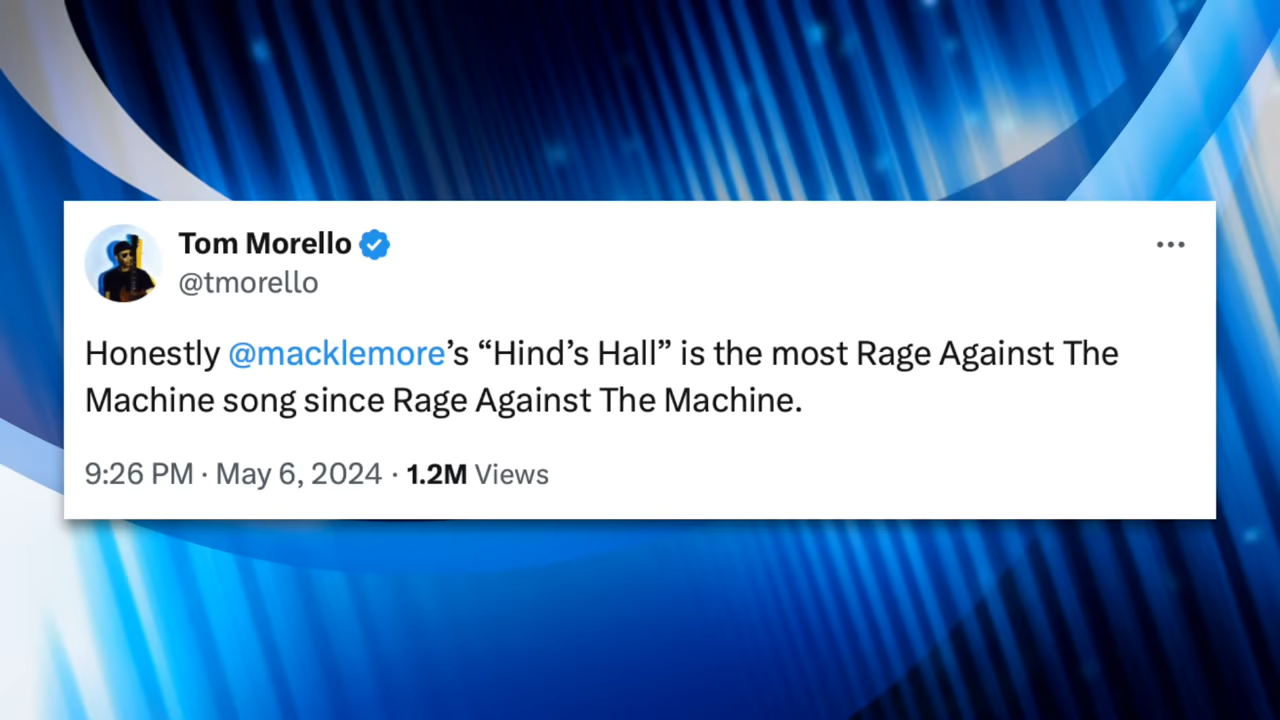 Tom Morello
@tmorello
Honestly @macklemore’s “Hind’s Hall” is the most Rage Against The
Machine song since Rage Against The Machine.
9:26 PM · May 6, 2024 · 1.2M Views